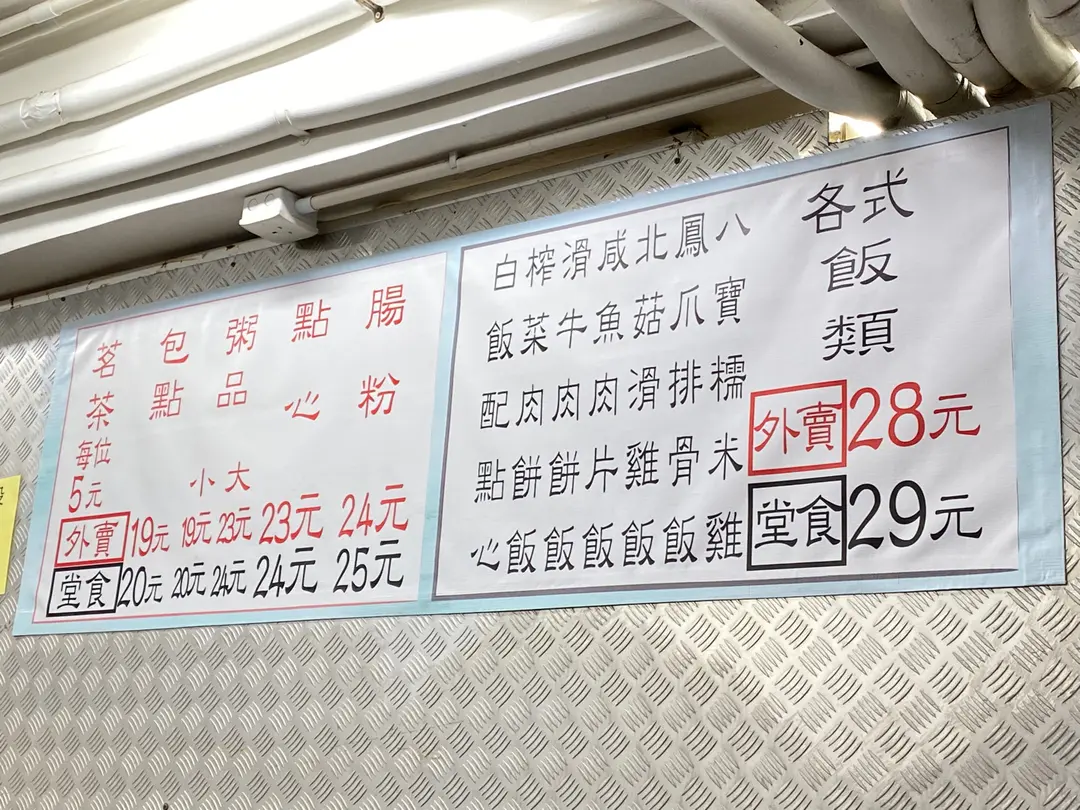 各式飯類
外賣28元
堂食29元
八寶糯米雞
鳳爪排骨飯
北菇滑雞飯
咸魚肉片飯
滑牛肉餅飯
榨菜肉餅飯
白飯配點心
腸粉
點心
粥品
包點
茗茶每位5元
小 大
外賣 19元 19元 23元 23元 24元
堂食 20元 20元 24元 24元 25元